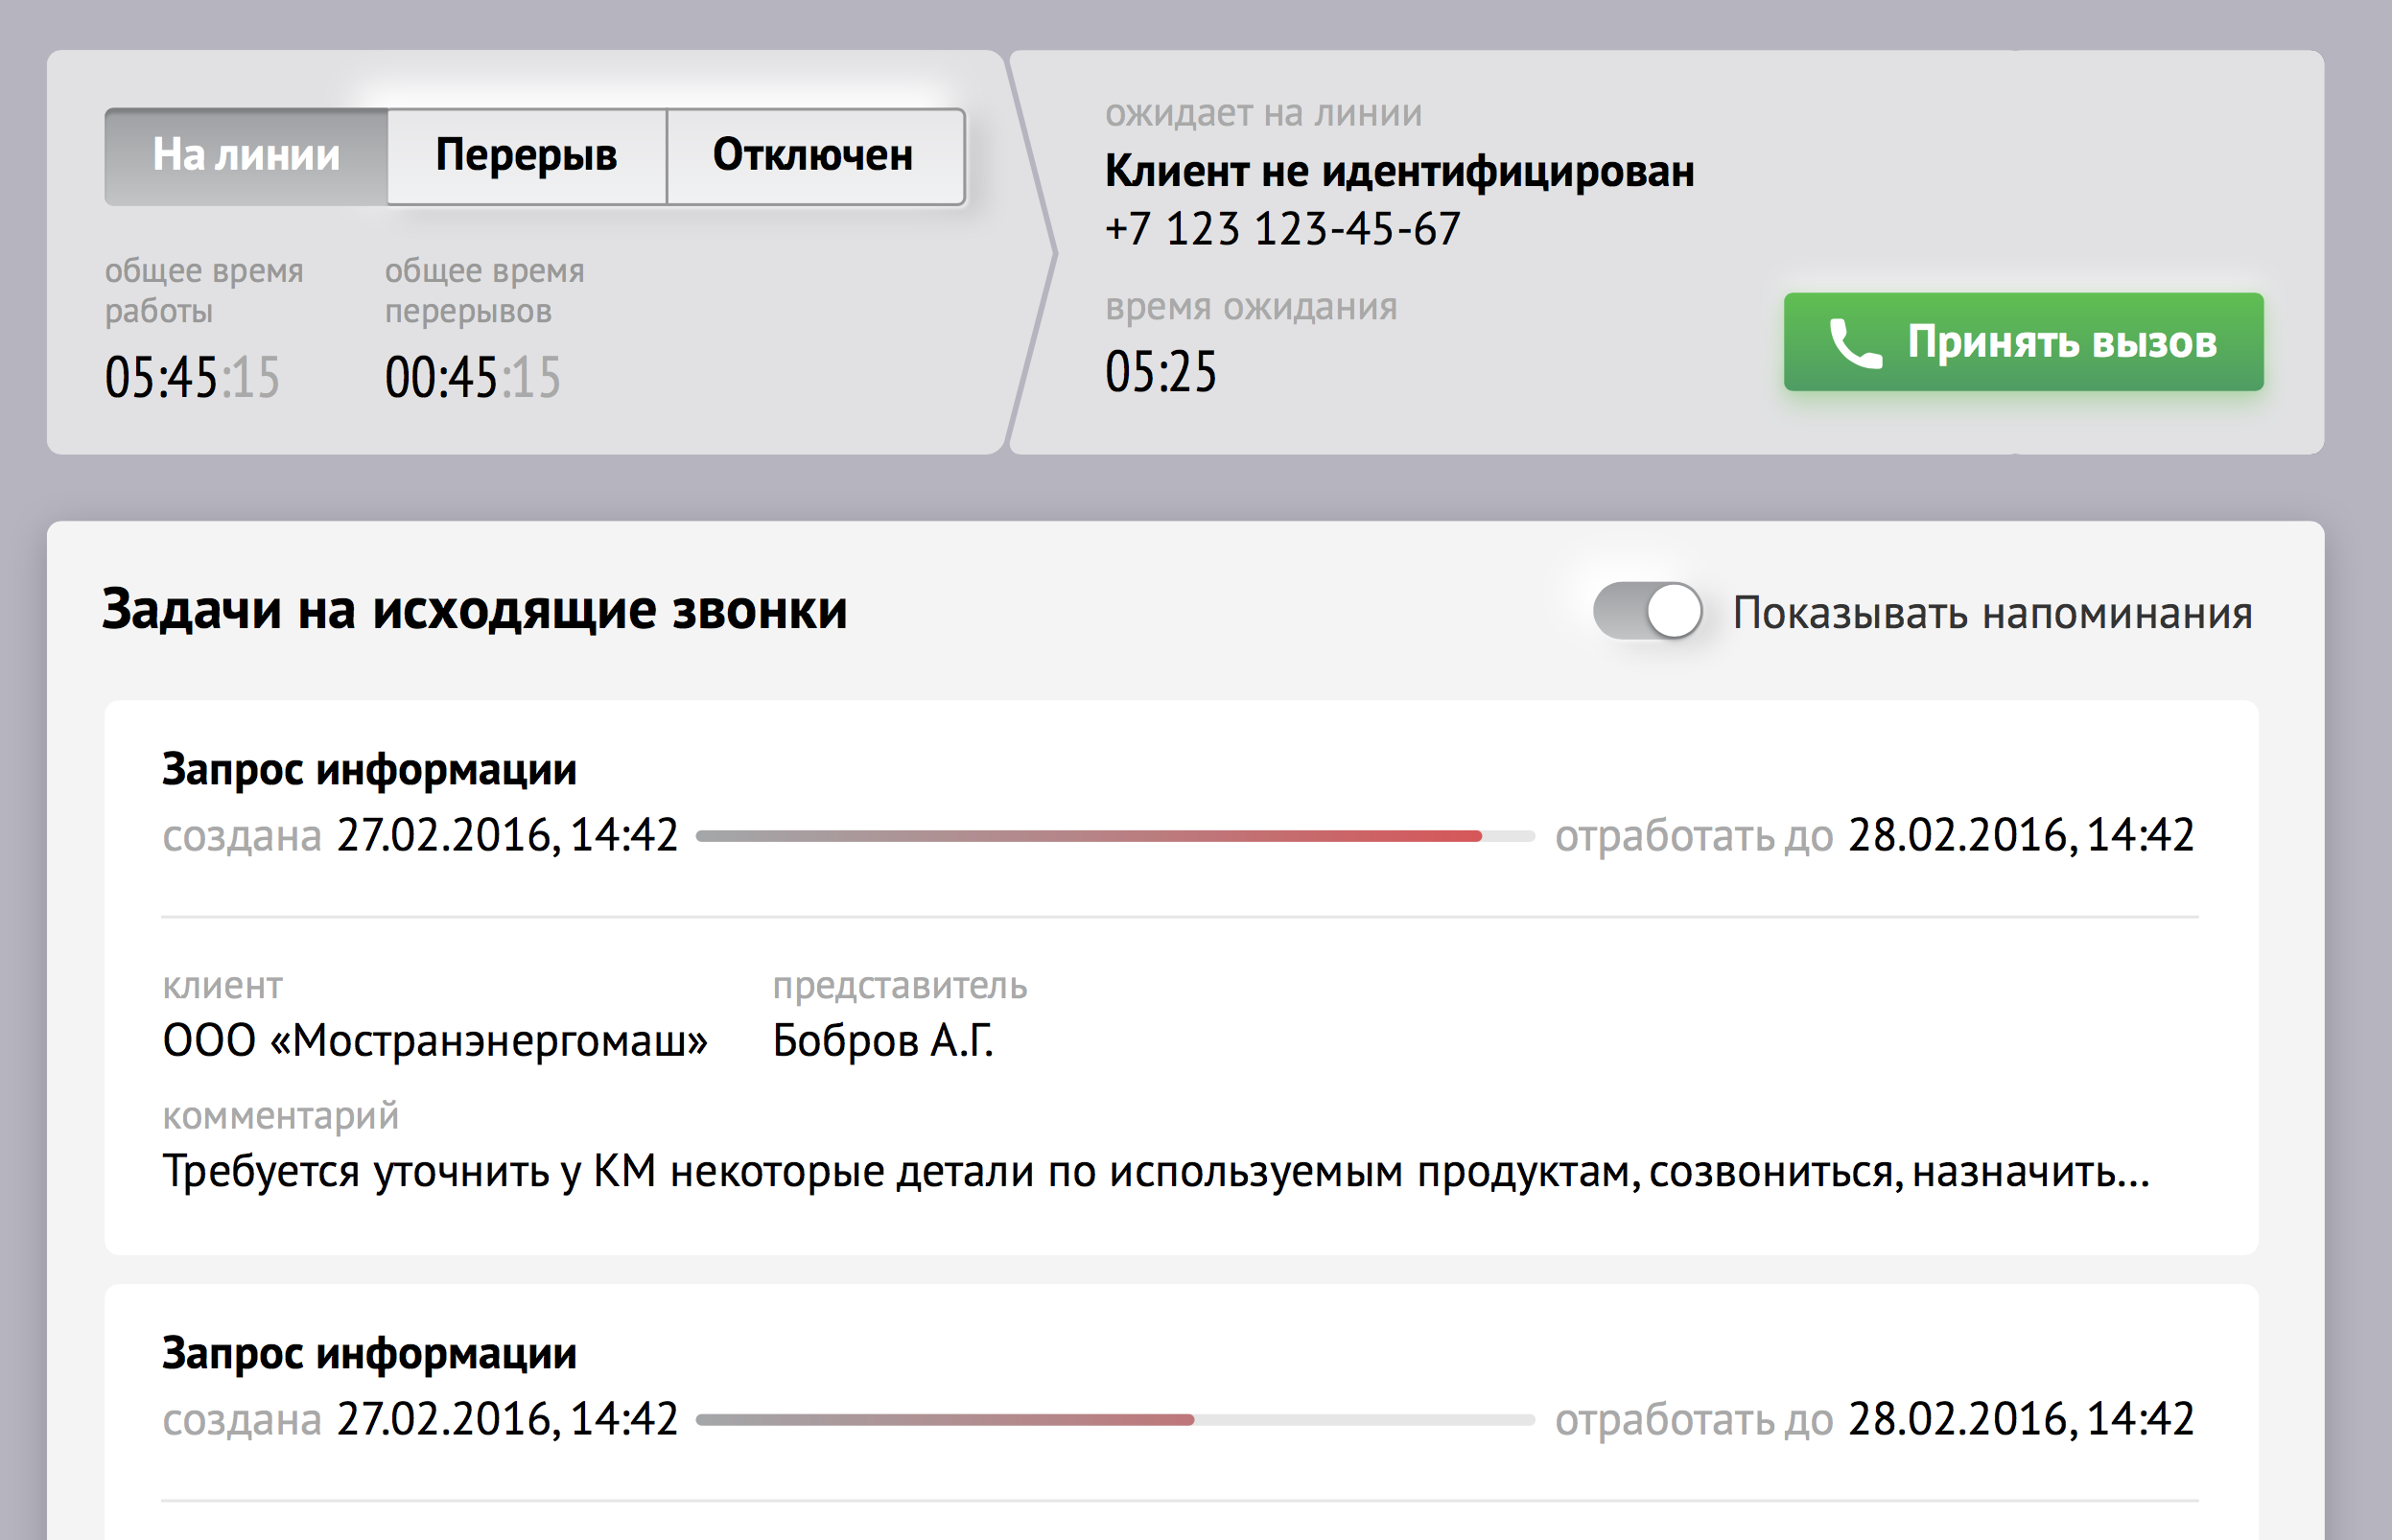 На линии Перерыв Отключен
общее время
работы
05:45:15
общее время
перерывов
00:45:15
ожидает на линии
Клиент не идентифицирован
+7 123 123-45-67
время ожидания
05:25
Принять вызов
Задачи на исходящие звонки
Показывать напоминания
Запрос информации
создана 27.02.2016, 14:42 отработать до 28.02.2016, 14:42
клиент
ООО «Мостранэнергомаш»
представитель
Бобров А.Г.
комментарий
Требуется уточнить у КМ некоторые детали по используемым продуктам, созвониться, назначить...
Запрос информации
создана 27.02.2016, 14:42 отработать до 28.02.2016, 14:42